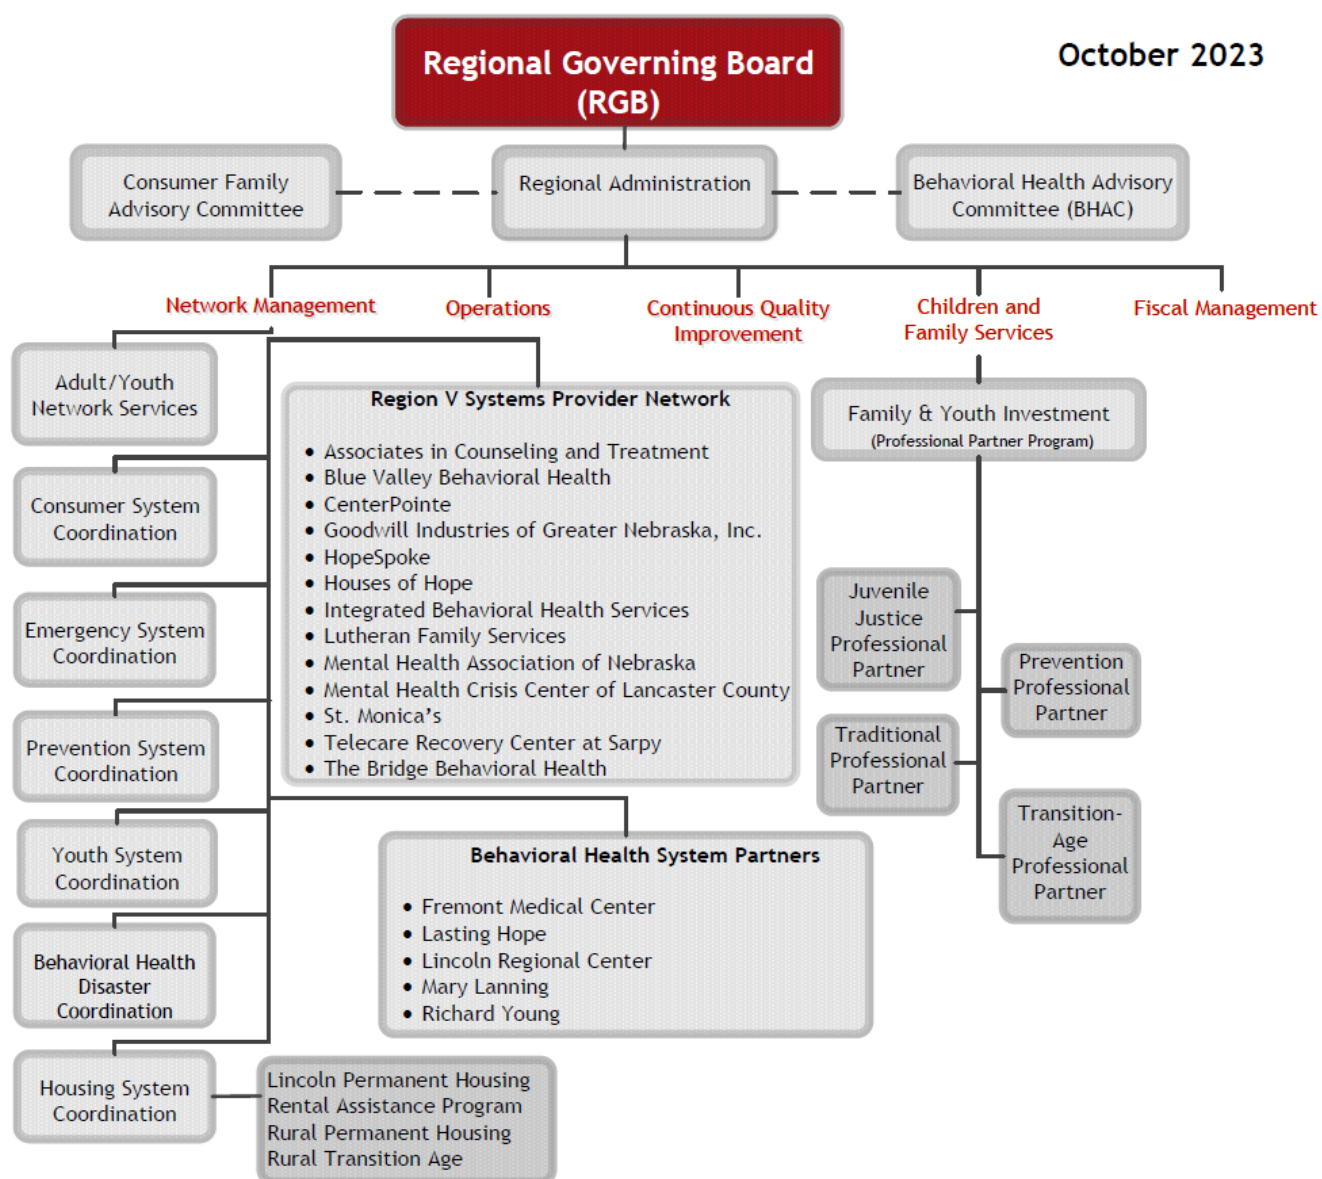 Regional Governing Board
(RGB)
October 2023
Consumer Family
Advisory Committee
Regional Administration
Behavioral Health Advisory
Committee (BHAC)
Network Management
Operations
Continuous Quality
Improvement
Children and
Family Services
Fiscal Management
Adult/Youth
Network Services
Consumer System
Coordination
Emergency System
Coordination
Prevention System
Coordination
Youth System
Coordination
Behavioral Health
Disaster
Coordination
Housing System
Coordination
Lincoln Permanent Housing
Rental Assistance Program
Rural Permanent Housing
Rural Transition Age
Region V Systems Provider Network
• Associates in Counseling and Treatment
• Blue Valley Behavioral Health
• CenterPointe
• Goodwill Industries of Greater Nebraska, Inc.
• HopeSpoke
• Houses of Hope
• Integrated Behavioral Health Services
• Lutheran Family Services
• Mental Health Association of Nebraska
• Mental Health Crisis Center of Lancaster County
• St. Monica's
• Telecare Recovery Center at Sarpy
• The Bridge Behavioral Health
Behavioral Health System Partners
• Fremont Medical Center
• Lasting Hope
• Lincoln Regional Center
• Mary Lanning
• Richard Young
Family & Youth Investment
(Professional Partner Program)
Juvenile
Justice
Professional
Partner
Prevention
Professional
Partner
Traditional
Professional
Partner
Transition-
Age
Professional
Partner